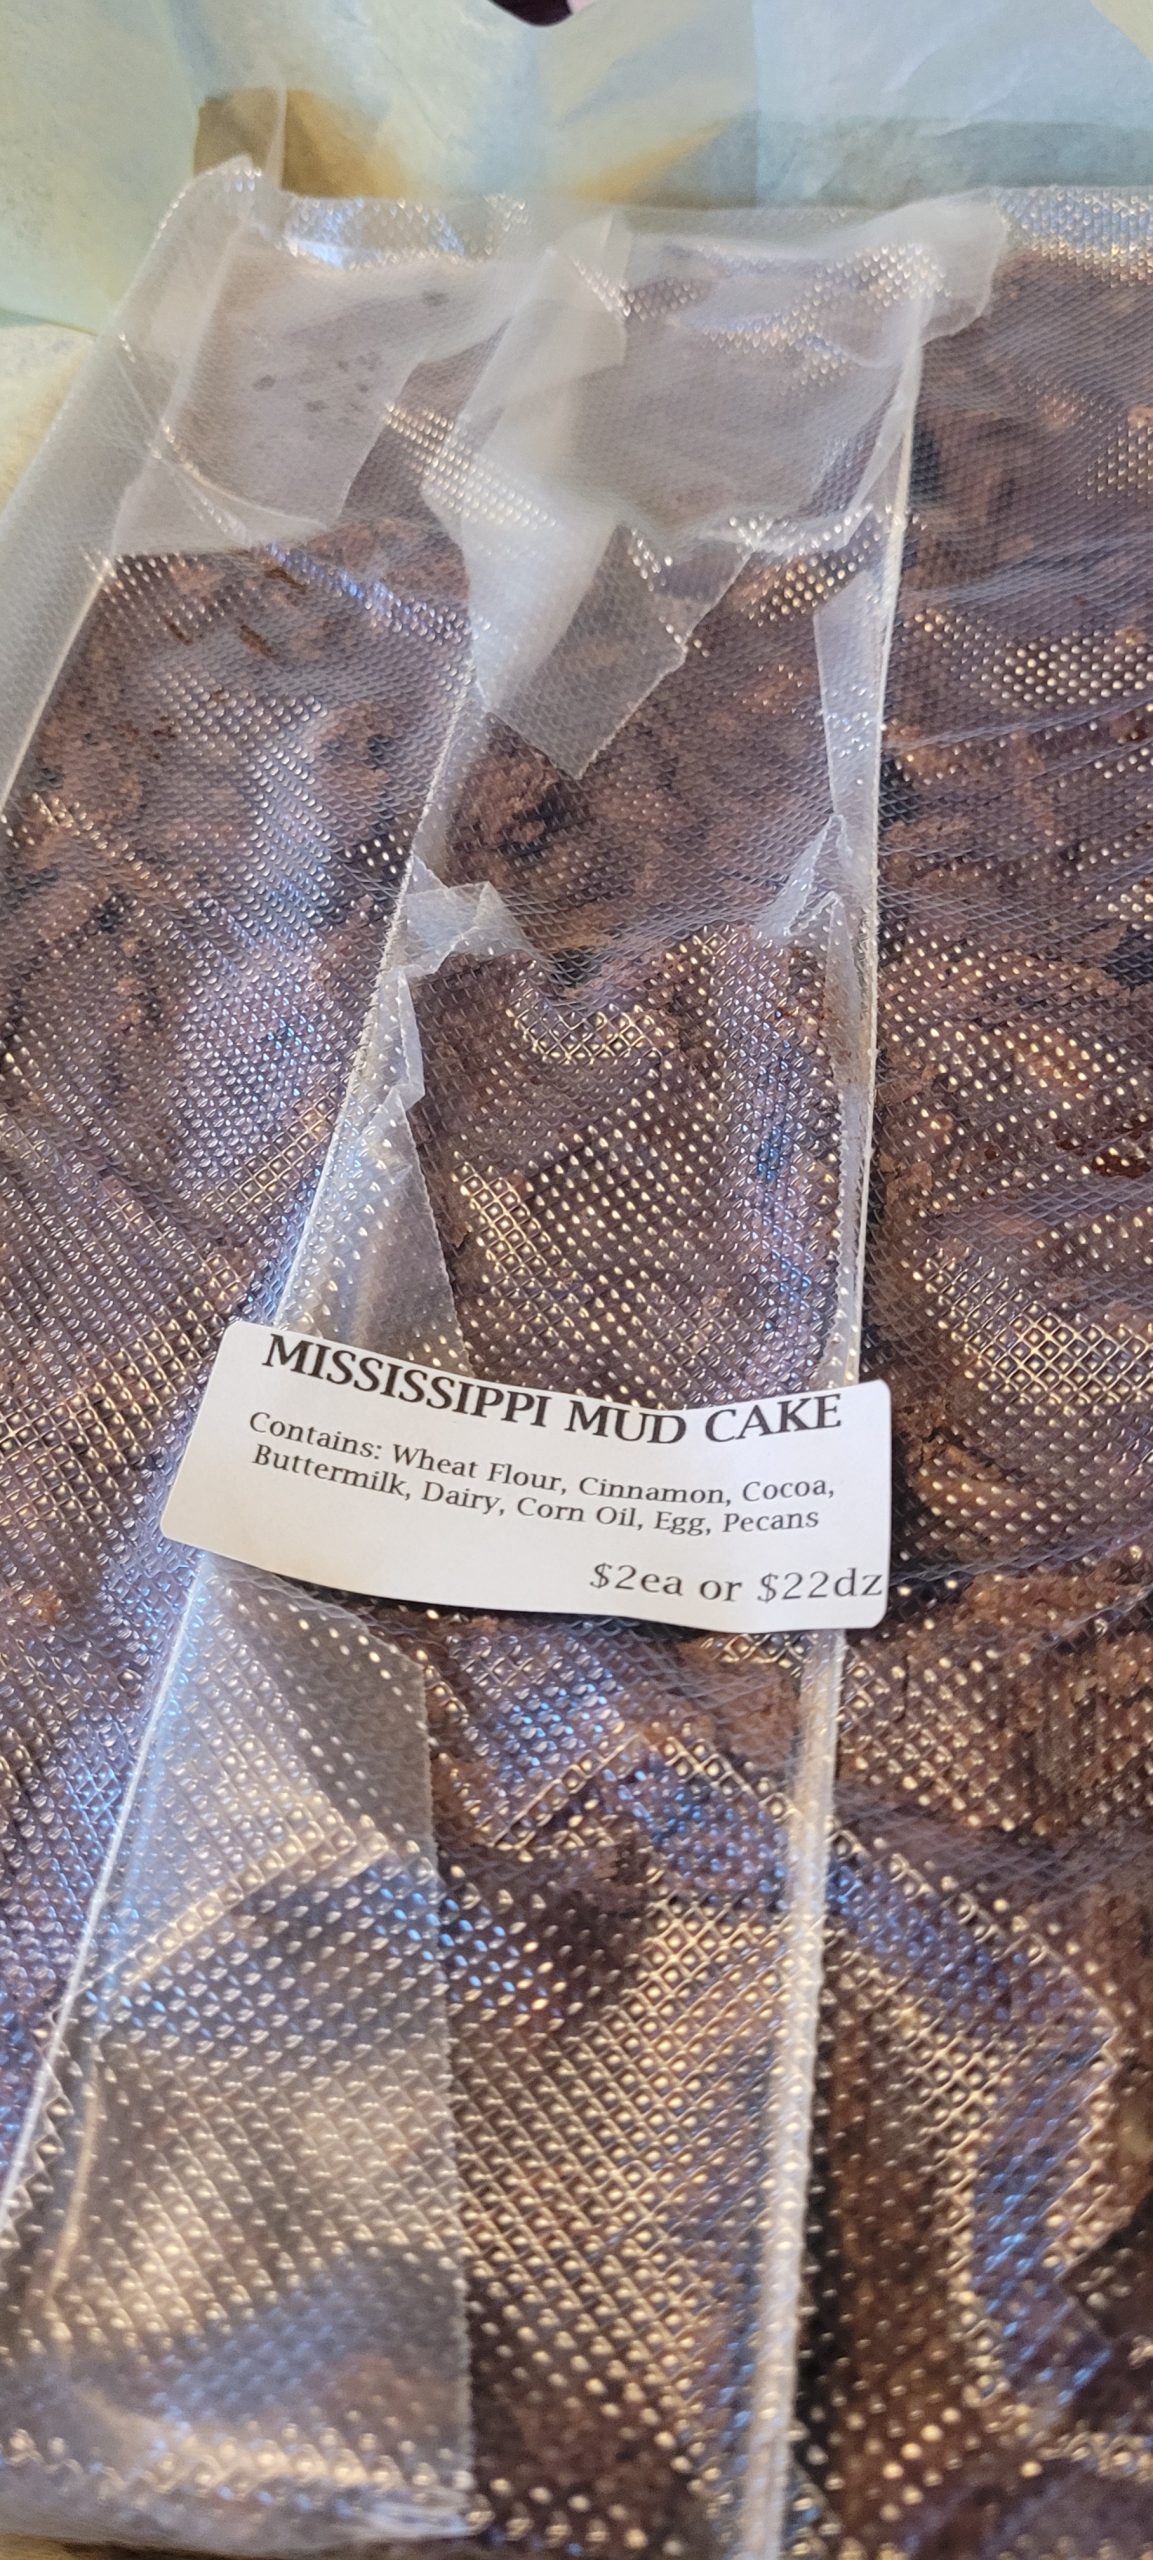 MISSISSIPPI MUD CAKE
Contains: Wheat Flour, Cinnamon, Cocoa,
Buttermilk, Dairy, Corn Oil, Egg, Pecans
$2ea or $22dz